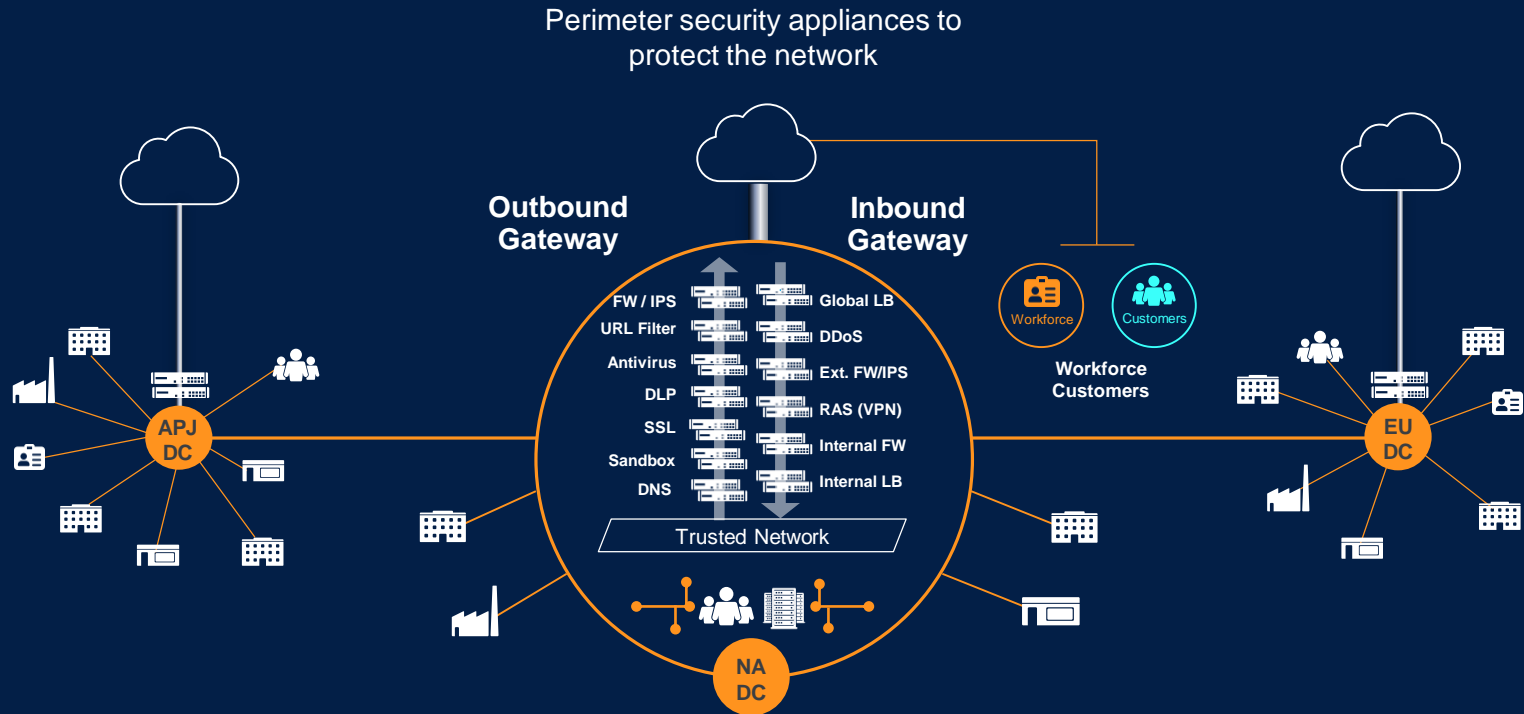 Perimeter security appliances to
protect the network
Outbound
Gateway
Inbound
Gateway
FW / IPS
URL Filter
Antivirus
DLP
SSL
Sandbox
DNS
Global LB
DDoS
Ext. FW/IPS
RAS (VPN)
Internal FW
Internal LB
Trusted Network
Workforce
Customers
Workforce
Customers
APJ
DC
EU
DC
NA
DC